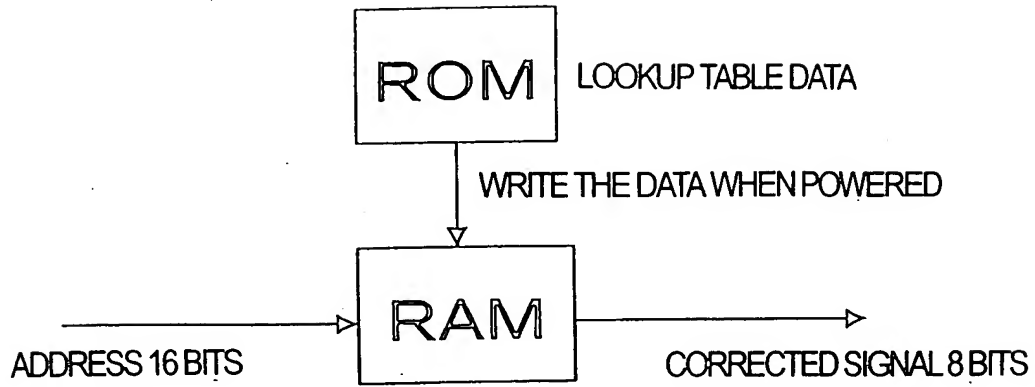 ROM
LOOKUP TABLE DATA
WRITE THE DATA WHEN POWERED
RAM
ADDRESS 16 BITS
CORRECTED SIGNAL 8 BITS